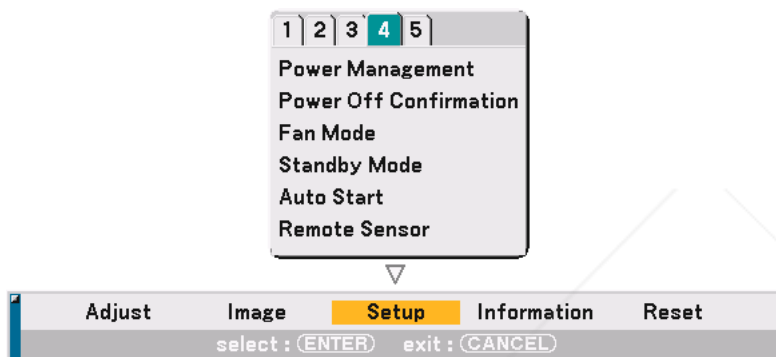 1 2 3 4 5
Power Management
Power Off Confirmation
Fan Mode
Standby Mode
Auto Start
Remote Sensor
Adjust Image Setup Information Reset
select : (ENTER) exit : (CANCEL)